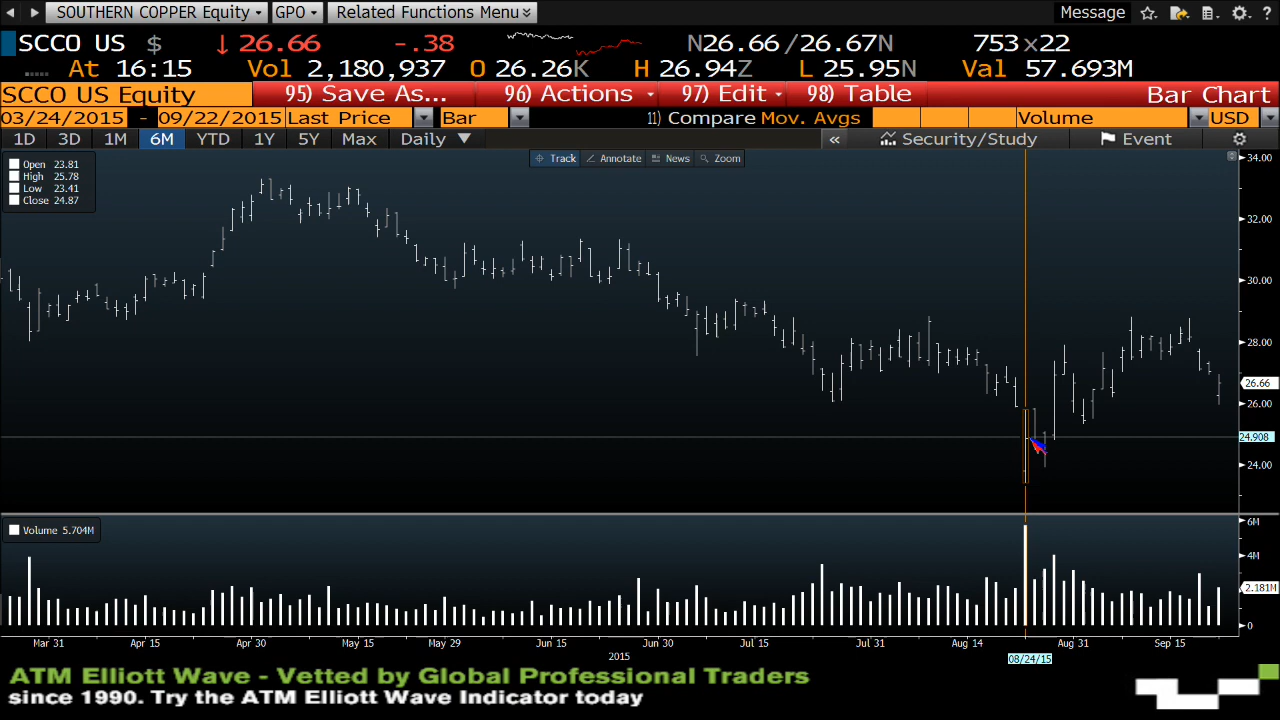 SOUTHERN COPPER Equity GPO Related Functions Menu Message ?
SCCO US $ ↓ 26.66 -.38 N26.66 /26.67N 753x22
At 16:15 Vol 2,180,937 O 26.26K H 26.94Z L 25.95N Val 57.693M
SCCO US Equity 95) Save As... 96) Actions 97) Edit 98) Table Bar Chart
03/24/2015 - 09/22/2015 Last Price Bar 11) Compare Mov. Avgs Volume USD
1D 3D 1M 6M YTD 1Y 5Y Max Daily ▼ « Security/Study Event
Track Annotate News Zoom
Open 23.81
High 25.78
Low 23.41
Close 24.87
34.00
32.00
30.00
28.00
26.66
26.00
24.908
24.00
Volume 5.704M
6M
4M
2.181M
0
Mar 31 Apr 15 Apr 30 May 15 May 29 Jun 15 Jun 30 Jul 15 Jul 31 Aug 14 Aug 31 Sep 15
2015 08/24/15
ATM Elliott Wave - Vetted by Global Professional Traders
since 1990. Try the ATM Elliott Wave Indicator today